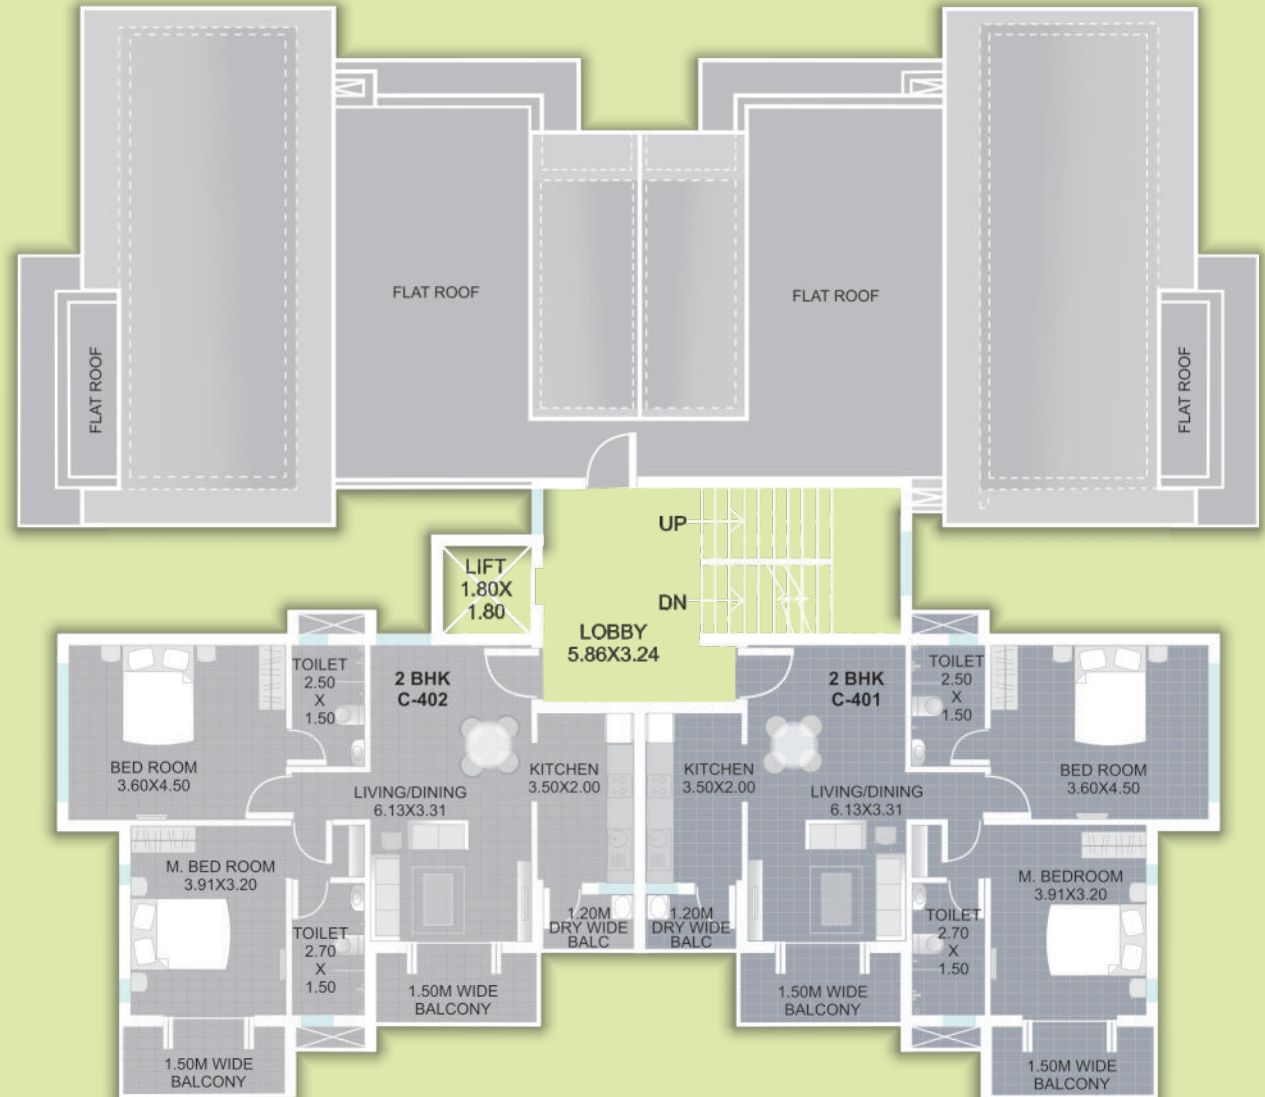 FLAT ROOF
FLAT ROOF
FLAT ROOF
FLAT ROOF
UP
DN
LIFT
1.80X
1.80
LOBBY
5.86X3.24
TOILET
2.50
X
1.50
2 BHK
C-402
2 BHK
C-401
TOILET
2.50
X
1.50
BED ROOM
3.60X4.50
LIVING/DINING
6.13X3.31
KITCHEN
3.50X2.00
KITCHEN
3.50X2.00
LIVING/DINING
6.13X3.31
BED ROOM
3.60X4.50
M. BED ROOM
3.91X3.20
M. BEDROOM
3.91X3.20
TOILET
2.70
X
1.50
1.20M
DRY WIDE
BALC
1.20M
DRY WIDE
BALC
TOILET
2.70
X
1.50
1.50M WIDE
BALCONY
1.50M WIDE
BALCONY
1.50M WIDE
BALCONY
1.50M WIDE
BALCONY